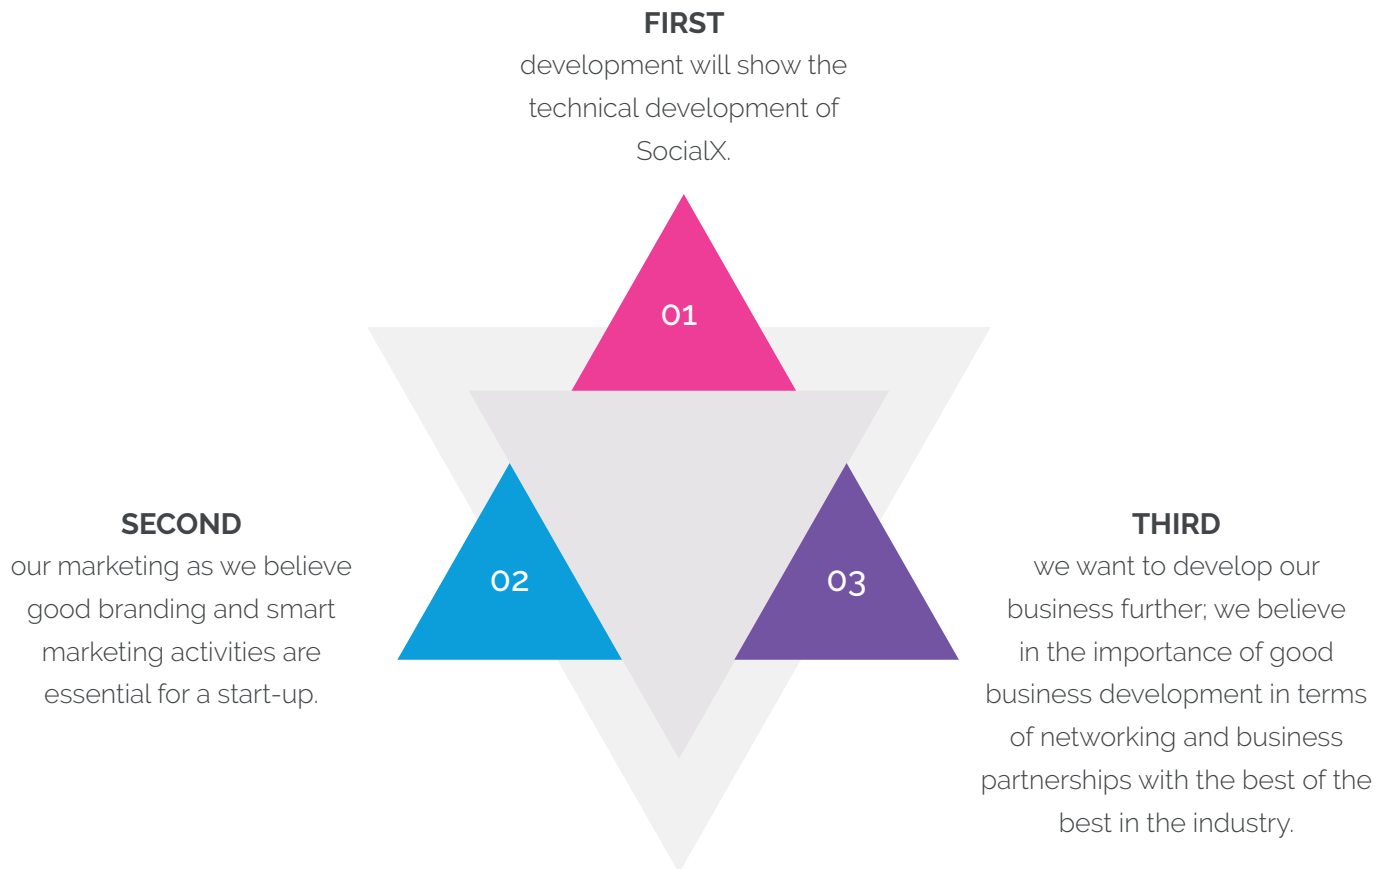 FIRST
development will show the
technical development of
SocialX.
01
SECOND
our marketing as we believe
good branding and smart
marketing activities are
essential for a start-up.
02
03
THIRD
we want to develop our
business further; we believe
in the importance of good
business development in terms
of networking and business
partnerships with the best of the
best in the industry.